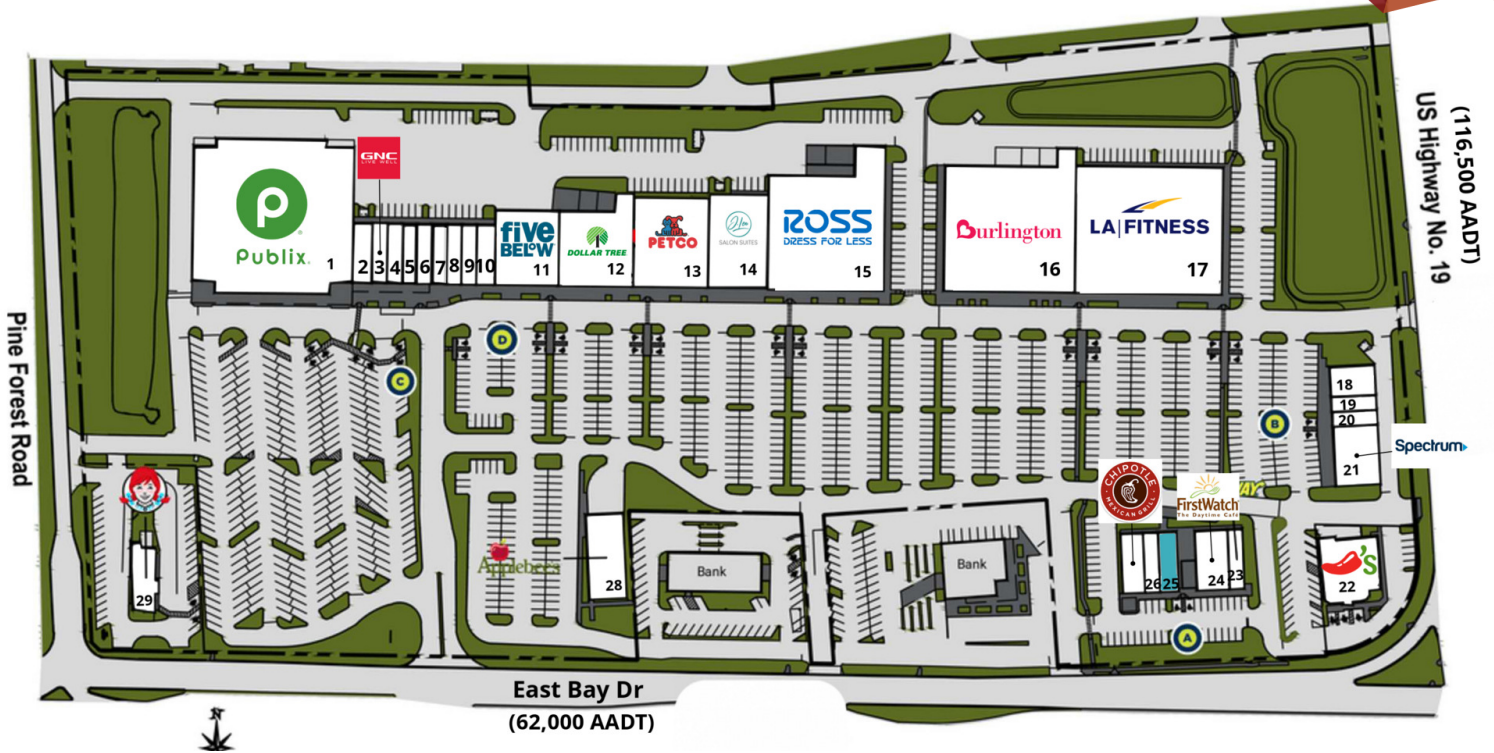 (116,500 AADT)
US Highway No. 19
GNC
LIVE WELL
P
Publix.
1
2 3 4 5 6 7 8 9 10
five
BEL°W
11
DOLLAR TREE
12
PETCO
13
SALON SUITES
14
ROSS
DRESS FOR LESS
15
Burlington
16
LA FITNESS
17
Pine Forest Road
D
C
B
18
19
20
21
Spectrum
CHIPOTLE
MEXICAN GRILL
FirstWatch
The Daytime Café
WAY
29
Applebee's
28
Bank
Bank
26 25
24 23
's
22
A
East Bay Dr
(62,000 AADT)
N